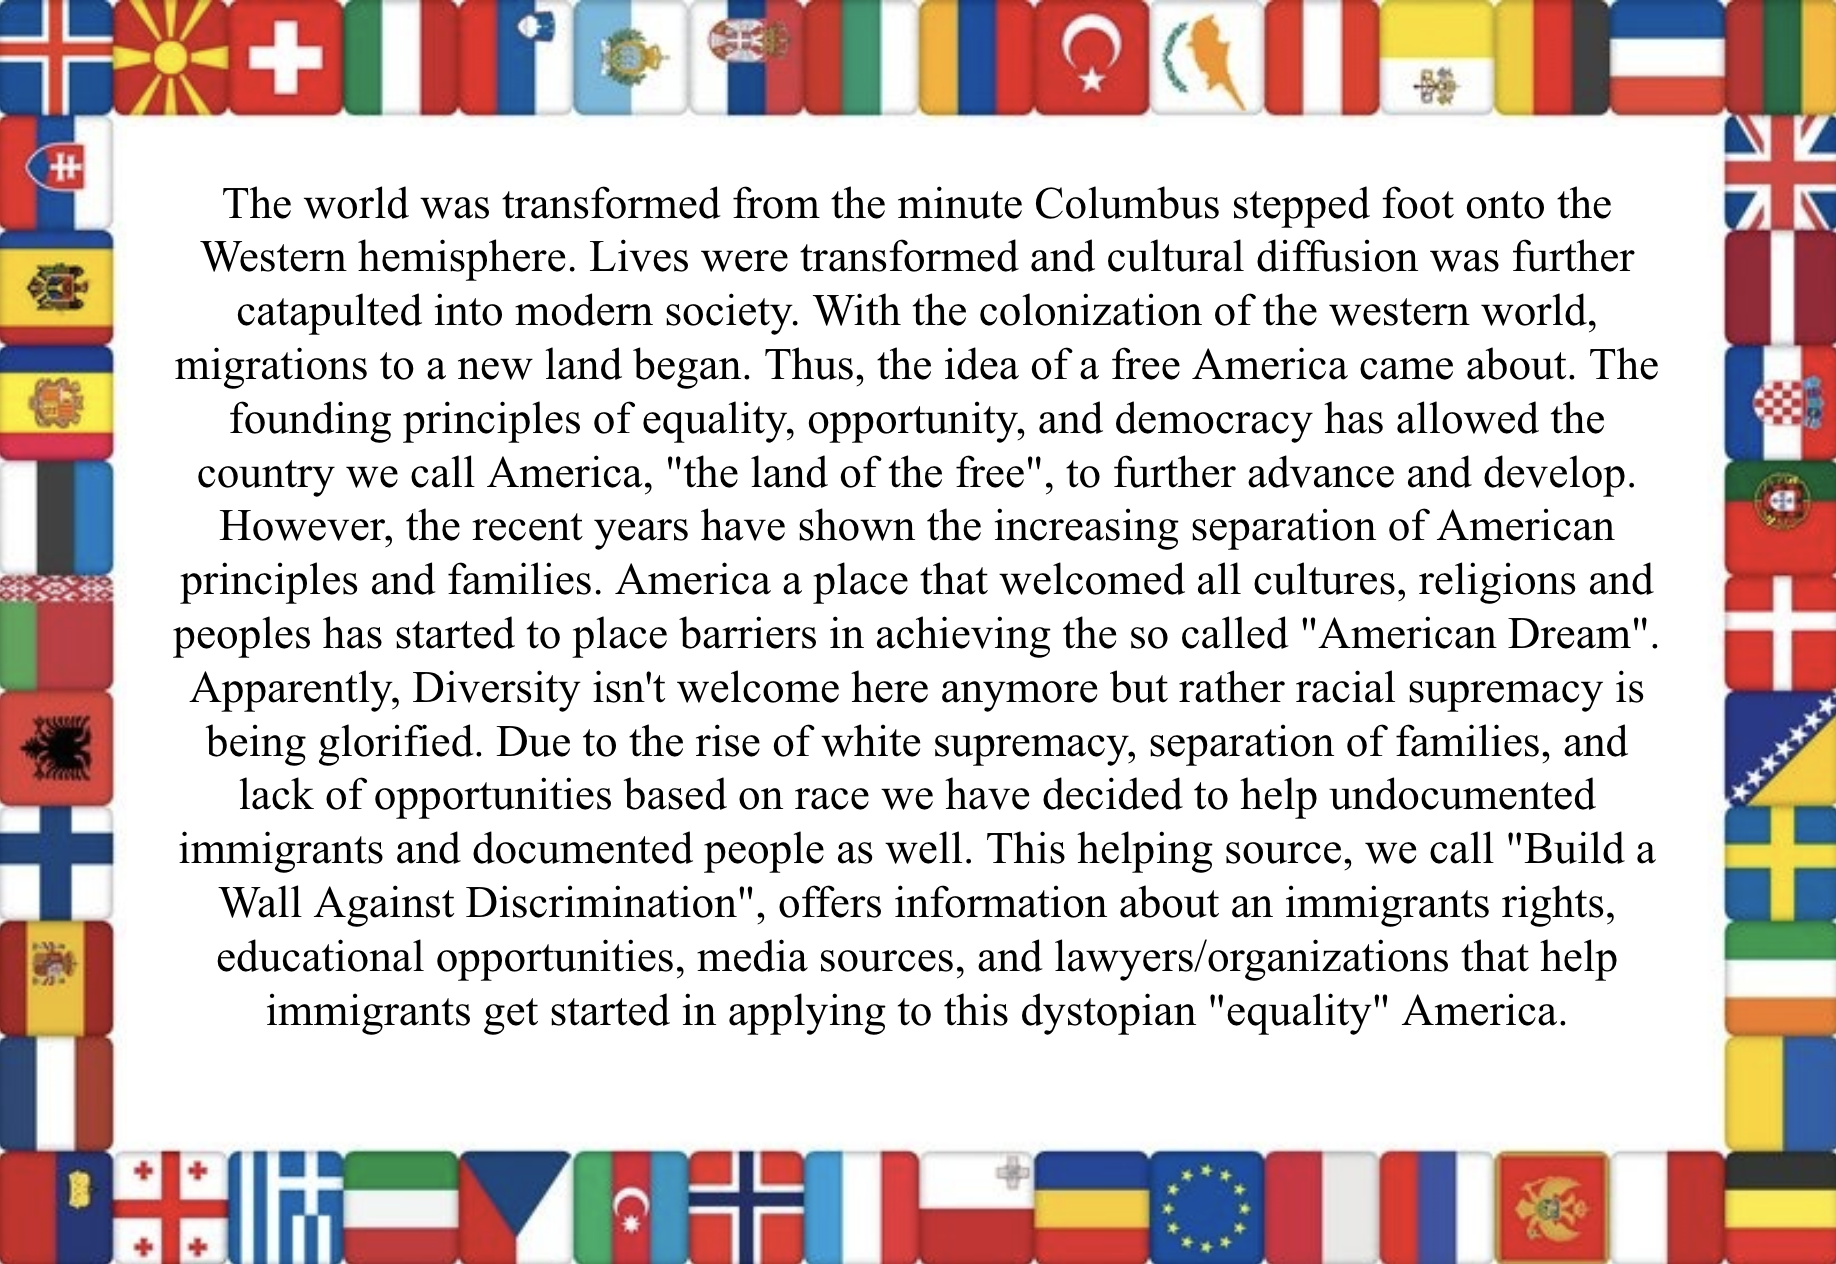 The world was transformed from the minute Columbus stepped foot onto the
Western hemisphere. Lives were transformed and cultural diffusion was further
catapulted into modern society. With the colonization of the western world,
migrations to a new land began. Thus, the idea of a free America came about. The
founding principles of equality, opportunity, and democracy has allowed the
country we call America, "the land of the free", to further advance and develop.
However, the recent years have shown the increasing separation of American
principles and families. America a place that welcomed all cultures, religions and
peoples has started to place barriers in achieving the so called "American Dream".
Apparently, Diversity isn't welcome here anymore but rather racial supremacy is
being glorified. Due to the rise of white supremacy, separation of families, and
lack of opportunities based on race we have decided to help undocumented
immigrants and documented people as well. This helping source, we call "Build a
Wall Against Discrimination", offers information about an immigrants rights,
educational opportunities, media sources, and lawyers/organizations that help
immigrants get started in applying to this dystopian "equality" America.